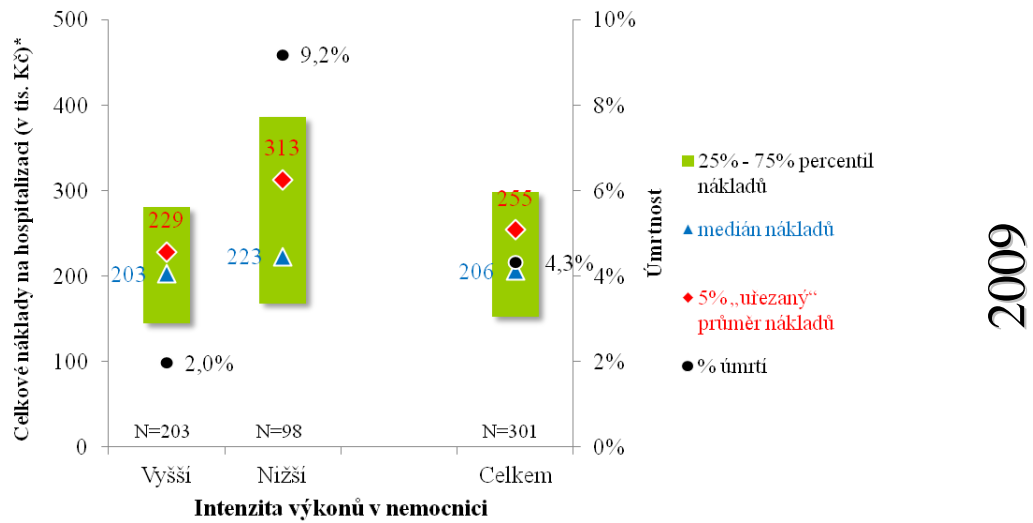 Celkové náklady na hospitalizaci (v tis. Kč)*
500
400
300
200
100
0
10%
8%
6%
4%
2%
0%
Úmrtnost
9,2%
313
229
255
203
223
206
4,3%
2,0%
N=203
N=98
N=301
Vyšší
Nižší
Celkem
Intenzita výkonů v nemocnici
25% - 75% percentil
nákladů
medián nákladů
5% „uřezaný“
průměr nákladů
% úmrtí
2009